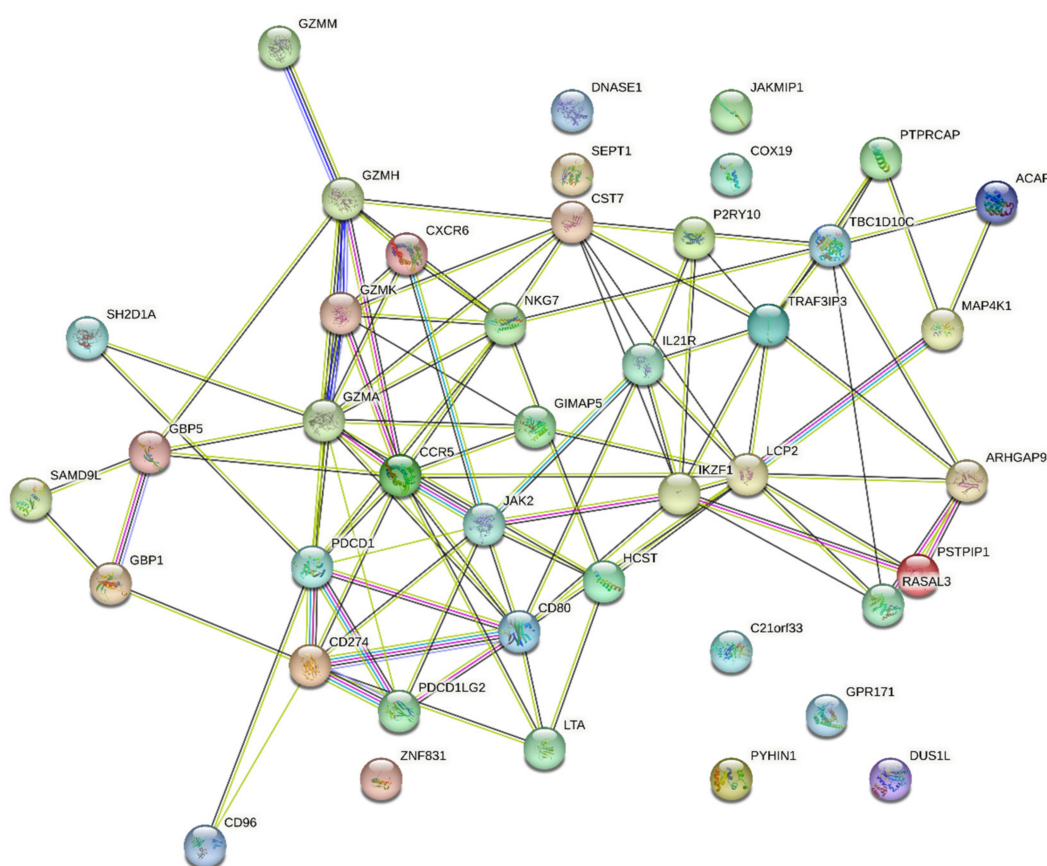 GZMM
DNASE1
JAKMIP1
PTPRCAP
SEPT1
COX19
ACAP
GZMH
CST7
P2RY10
TBC1D10C
CXCR6
GZMK
NKG7
TRAF3IP3
MAP4K1
SH2D1A
IL21R
GZMA
GIMAP5
GBP5
CCR5
IKZF1
LCP2
ARHGAP9
SAMD9L
JAK2
PDCD1
HCST
PSTPIP1
GBP1
RASAL3
CD80
CD274
C21orf33
PDCD1LG2
GPR171
LTA
ZNF831
PYHIN1
DUS1L
CD96